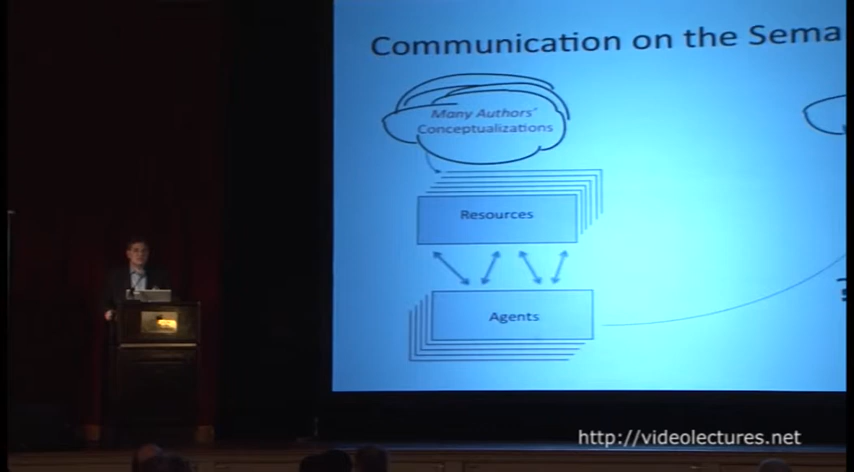 Communication on the Sema
Many Authors'
Conceptualizations
Resources
Agents
http://videolectures.net